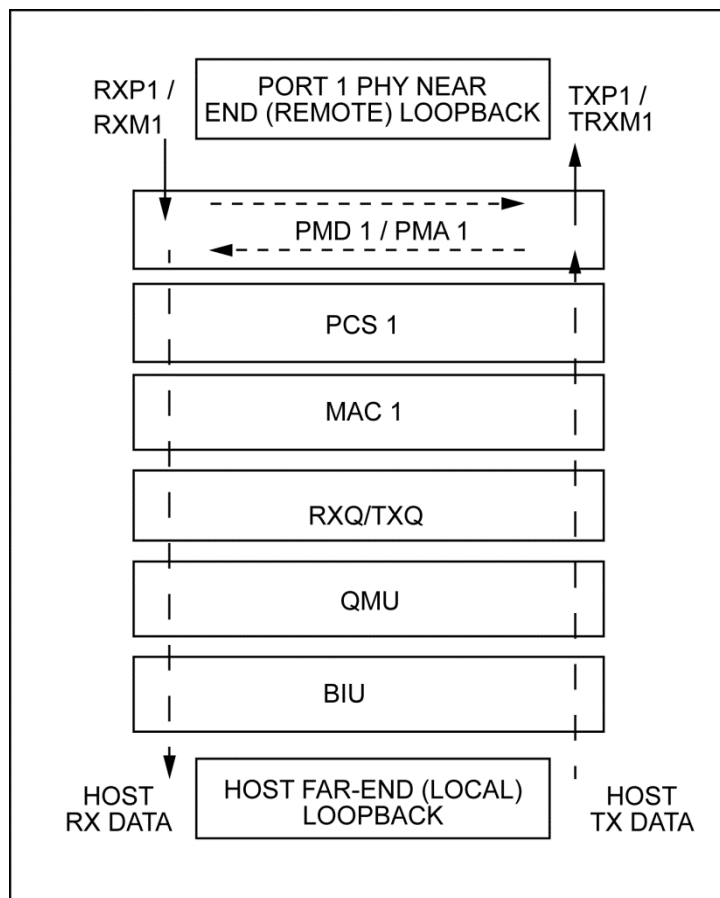 RXP1 /
RXM1
PORT 1 PHY NEAR
END (REMOTE) LOOPBACK
TXP1 /
TRXM1
PMD 1 / PMA 1
PCS 1
MAC 1
RXQ/TXQ
QMU
BIU
HOST
RX DATA
HOST FAR-END (LOCAL)
LOOPBACK
HOST
TX DATA